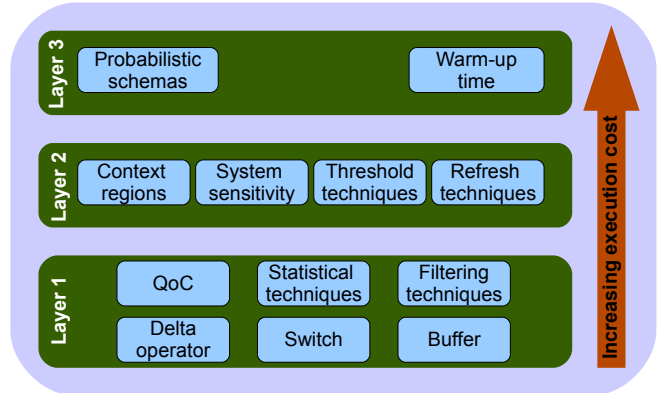 Layer 3
Probabilistic
schemas
Warm-up
time
Layer 2
Context
regions
System
sensitivity
Threshold
techniques
Refresh
techniques
Layer 1
QoC
Statistical
techniques
Filtering
techniques
Delta
operator
Switch
Buffer
Increasing execution cost